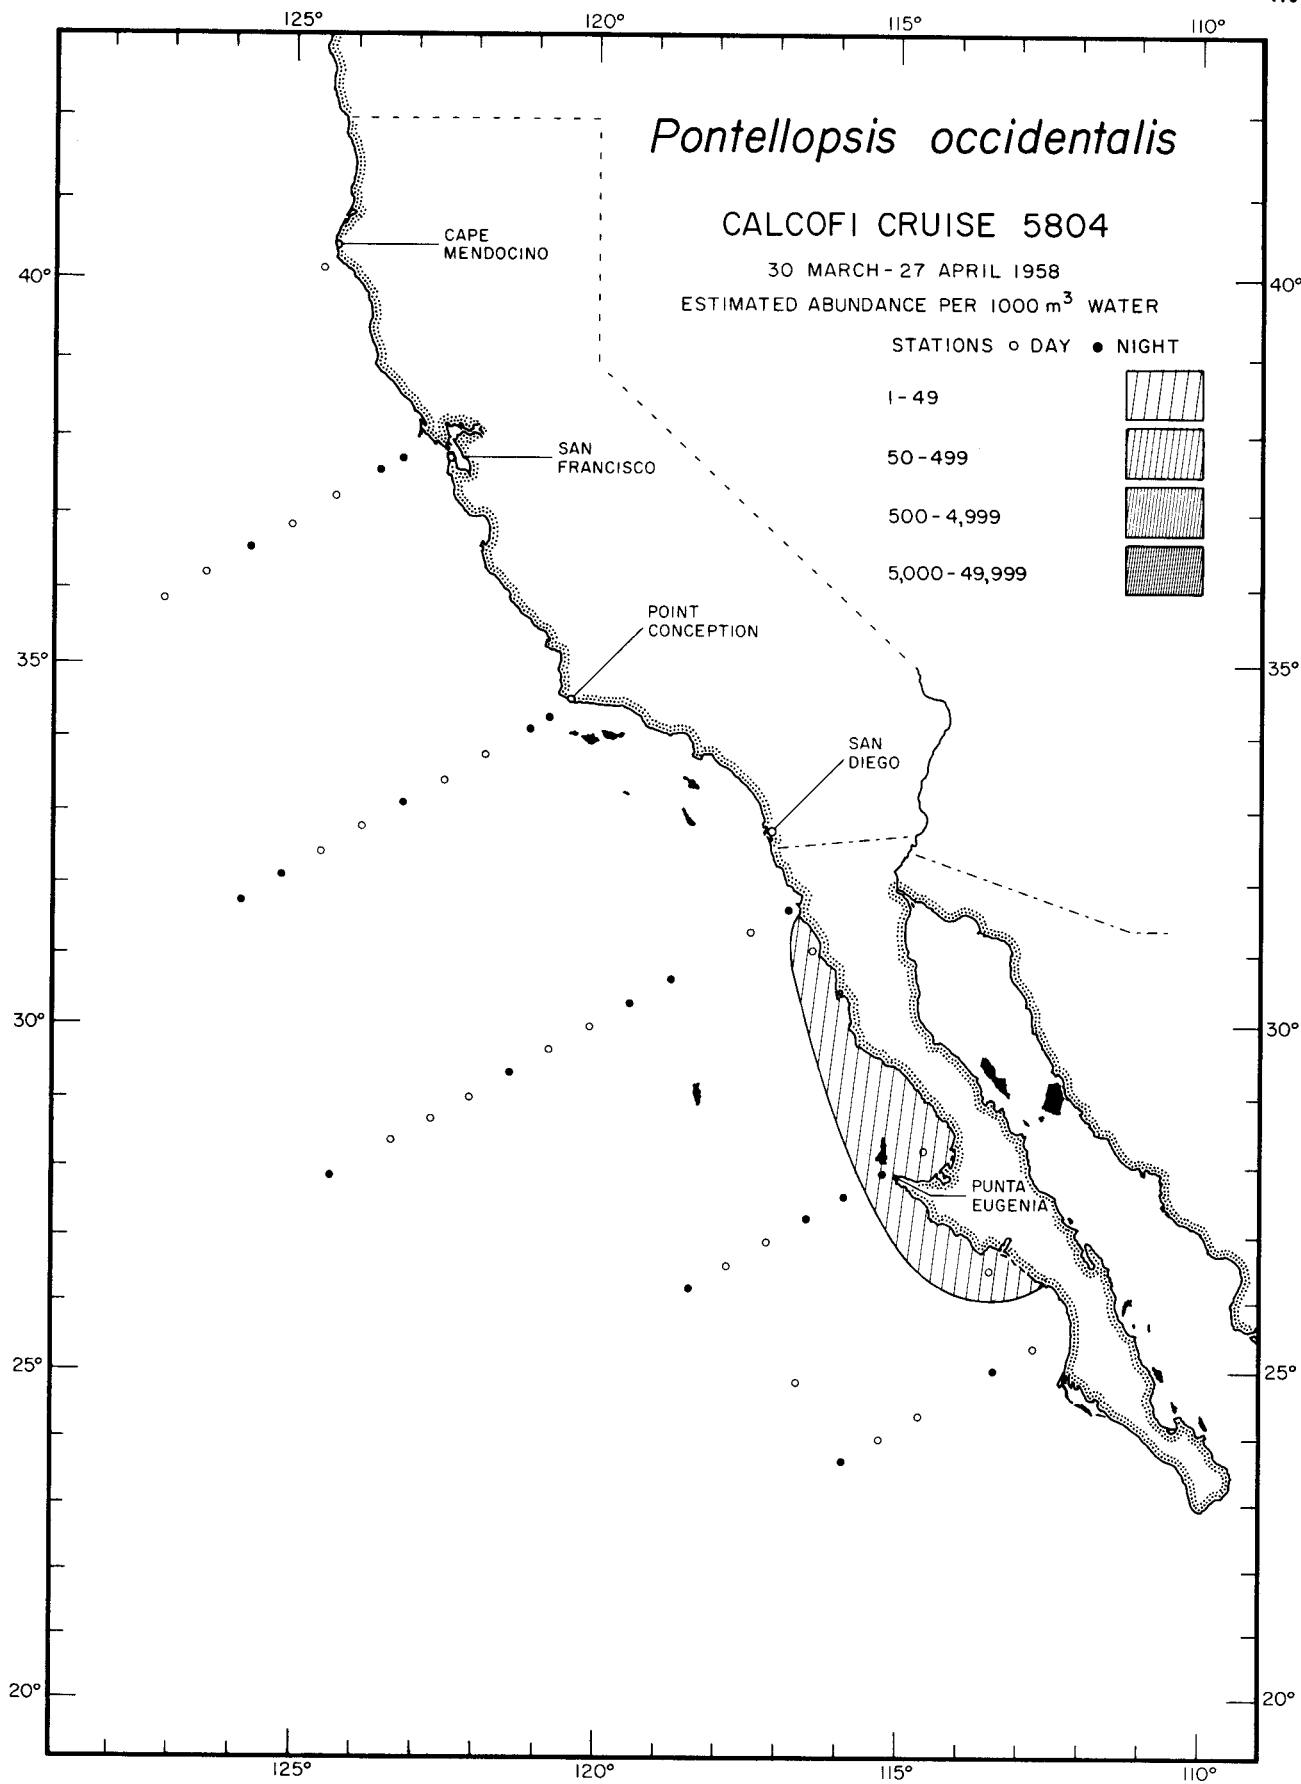 125° 120° 115° 110°
Pontellopsis occidentalis
CALCOFI CRUISE 5804
30 MARCH - 27 APRIL 1958
ESTIMATED ABUNDANCE PER 1000 m³ WATER
STATIONS ○ DAY ● NIGHT
1 - 49
50 - 499
500 - 4,999
5,000 - 49,999
CAPE
MENDOCINO
40° 40°
SAN
FRANCISCO
POINT
CONCEPTION
35° 35°
SAN
DIEGO
30° 30°
PUNTA
EUGENIA
25° 25°
20° 20°
125° 120° 115° 110°